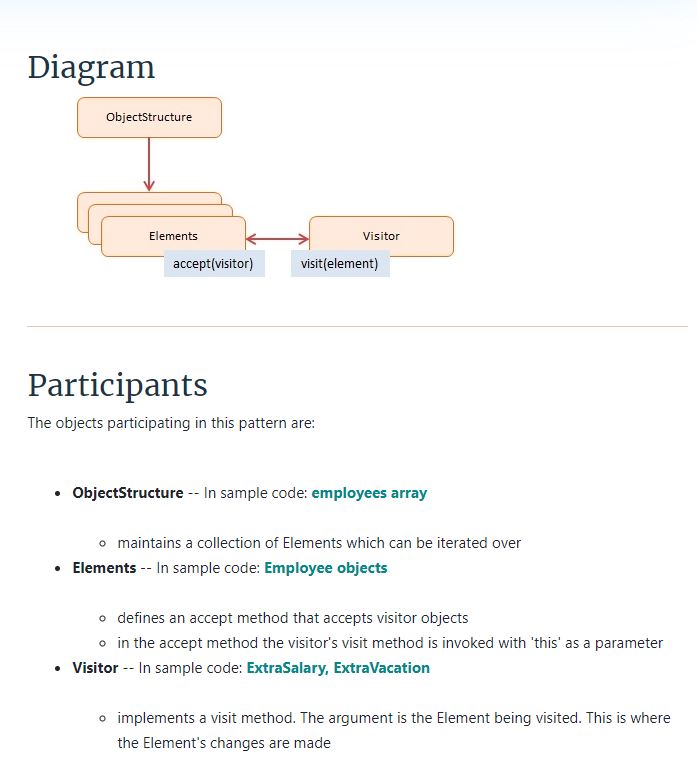 Diagram
ObjectStructure
Elements
Visitor
accept(visitor)
visit(element)
Participants
The objects participating in this pattern are:
ObjectStructure -- In sample code: employees array
maintains a collection of Elements which can be iterated over
Elements -- In sample code: Employee objects
defines an accept method that accepts visitor objects
in the accept method the visitor's visit method is invoked with 'this' as a parameter
Visitor -- In sample code: ExtraSalary, ExtraVacation
implements a visit method. The argument is the Element being visited. This is where
the Element's changes are made